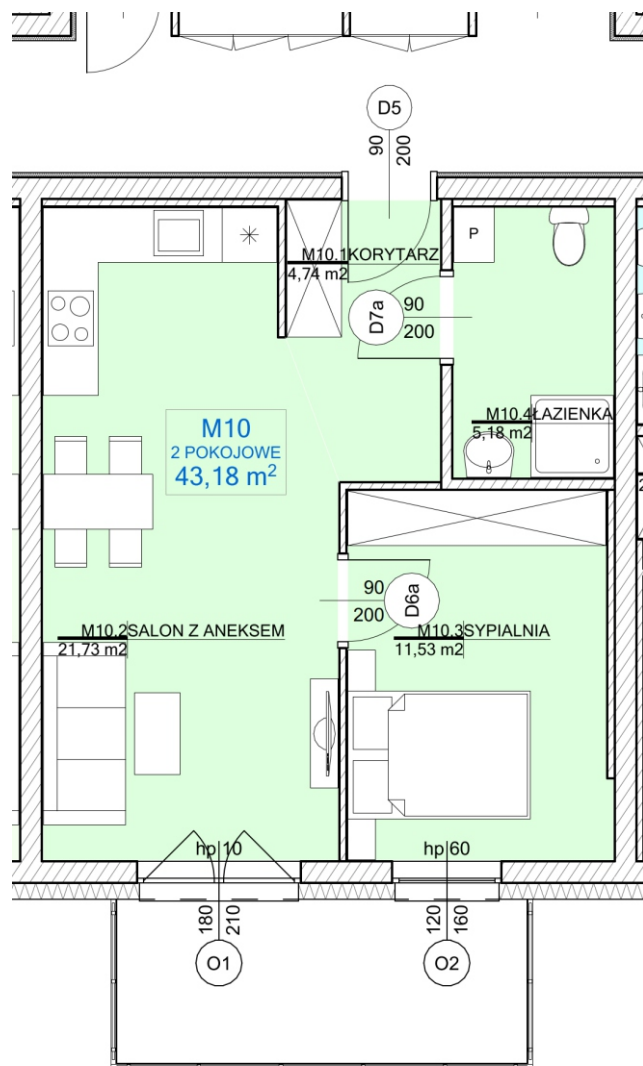 D5
90
200
P
M10.1KORYTARZ
4,74 m2
D7a
90
200
M10
2 POKOJOWE
43,18 m²
M10.4ŁAZIENKA
5,18 m2
90
200
D6a
M10.2SALON Z ANEKSEM
21,73 m2
M10.3SYPIALNIA
11,53 m2
hp 10
hp 60
180
210
120
160
O1
O2